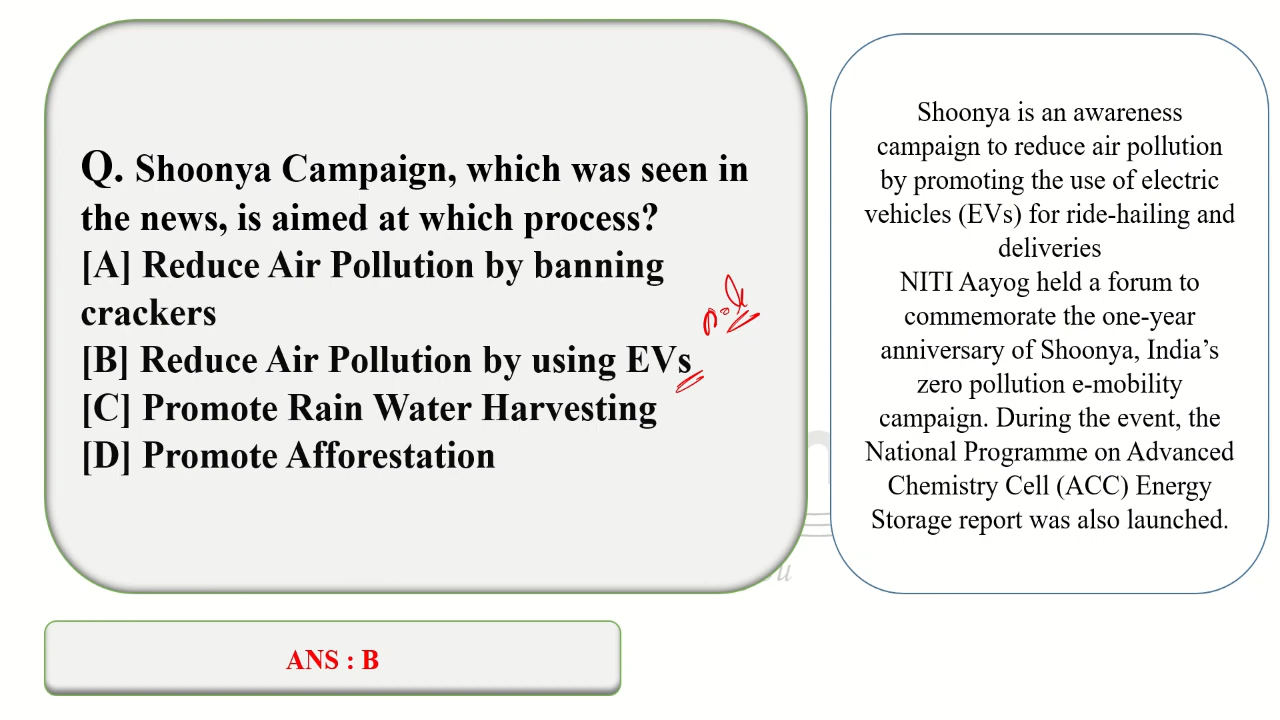 Q. Shoonya Campaign, which was seen in
the news, is aimed at which process?
[A] Reduce Air Pollution by banning
crackers
[B] Reduce Air Pollution by using EVs
[C] Promote Rain Water Harvesting
[D] Promote Afforestation
ANS : B
Shoonya is an awareness
campaign to reduce air pollution
by promoting the use of electric
vehicles (EVs) for ride-hailing and
deliveries
NITI Aayog held a forum to
commemorate the one-year
anniversary of Shoonya, India’s
zero pollution e-mobility
campaign. During the event, the
National Programme on Advanced
Chemistry Cell (ACC) Energy
Storage report was also launched.